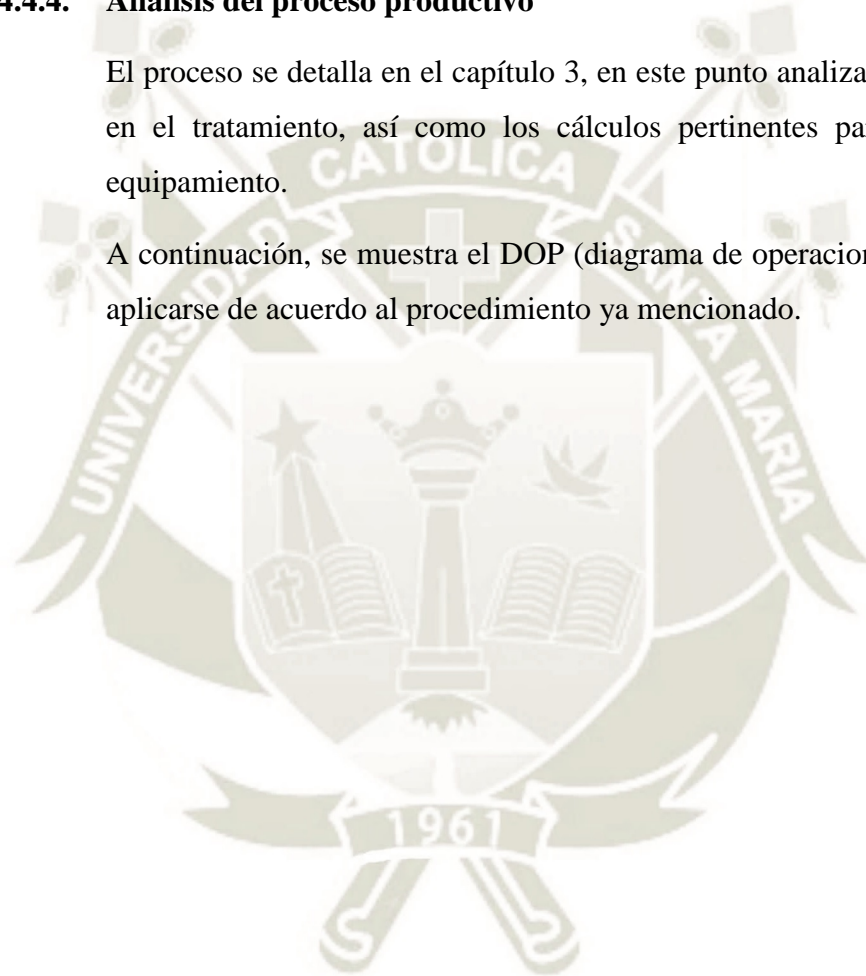 4.4.4. Análisis del proceso productivo
El proceso se detalla en el capítulo 3, en este punto analiza
en el tratamiento, así como los cálculos pertinentes pa
equipamiento.
A continuación, se muestra el DOP (diagrama de operacion
aplicarse de acuerdo al procedimiento ya mencionado.
UNIVERSIDAD CATOLICA SANTA MARIA
1961